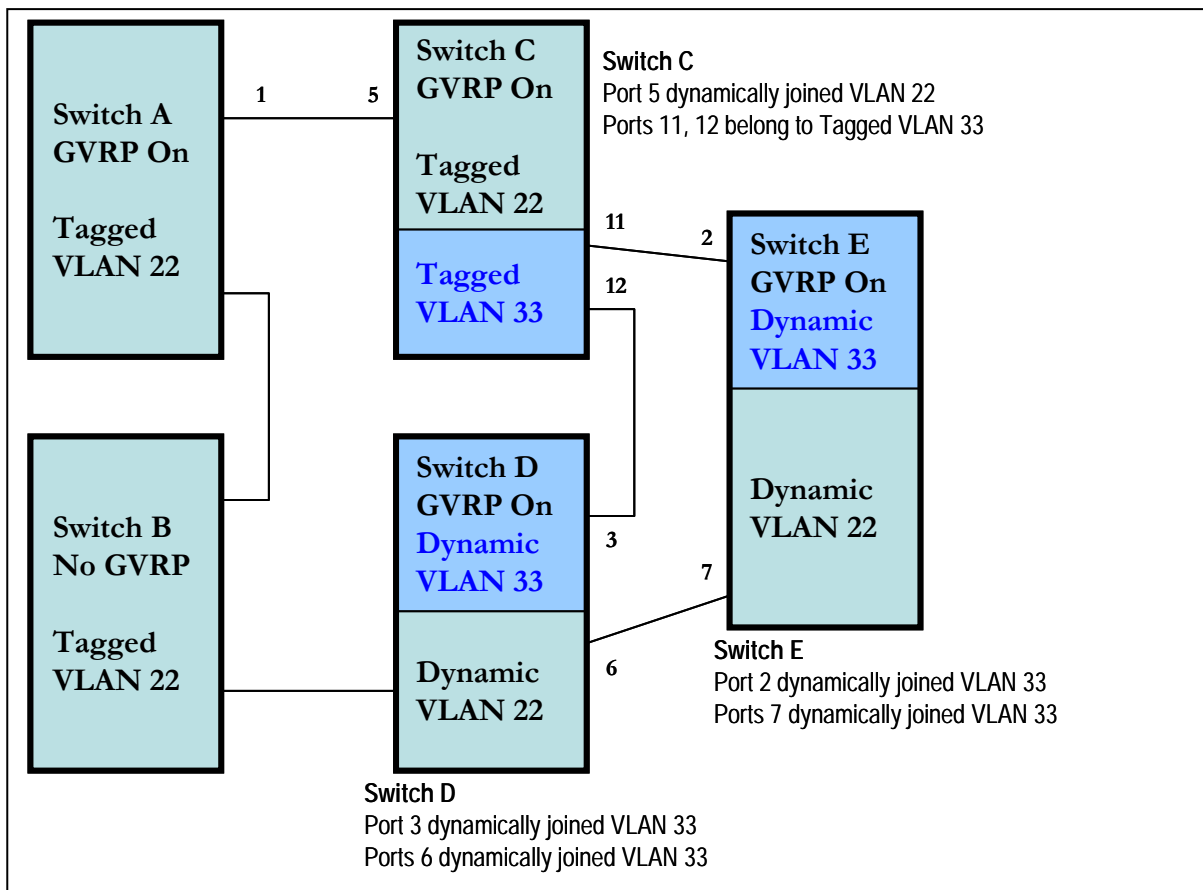 Switch A
GVRP On
Tagged
VLAN 22
1
5
Switch C
GVRP On
Tagged
VLAN 22
Tagged
VLAN 33
11
12
Switch C
Port 5 dynamically joined VLAN 22
Ports 11, 12 belong to Tagged VLAN 33
2
Switch E
GVRP On
Dynamic
VLAN 33
Dynamic
VLAN 22
7
Switch E
Port 2 dynamically joined VLAN 33
Ports 7 dynamically joined VLAN 33
Switch B
No GVRP
Tagged
VLAN 22
Switch D
GVRP On
Dynamic
VLAN 33
Dynamic
VLAN 22
3
6
Switch D
Port 3 dynamically joined VLAN 33
Ports 6 dynamically joined VLAN 33